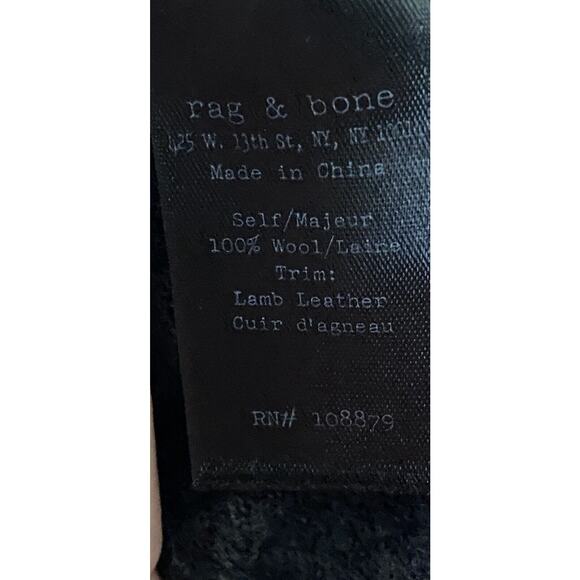 rag & bone
425 W. 13th St, NY, NY 10014
Made in China
Self/Majeur
100% Wool/Laine
Trim:
Lamb Leather
Cuir d'agneau
RN# 108879